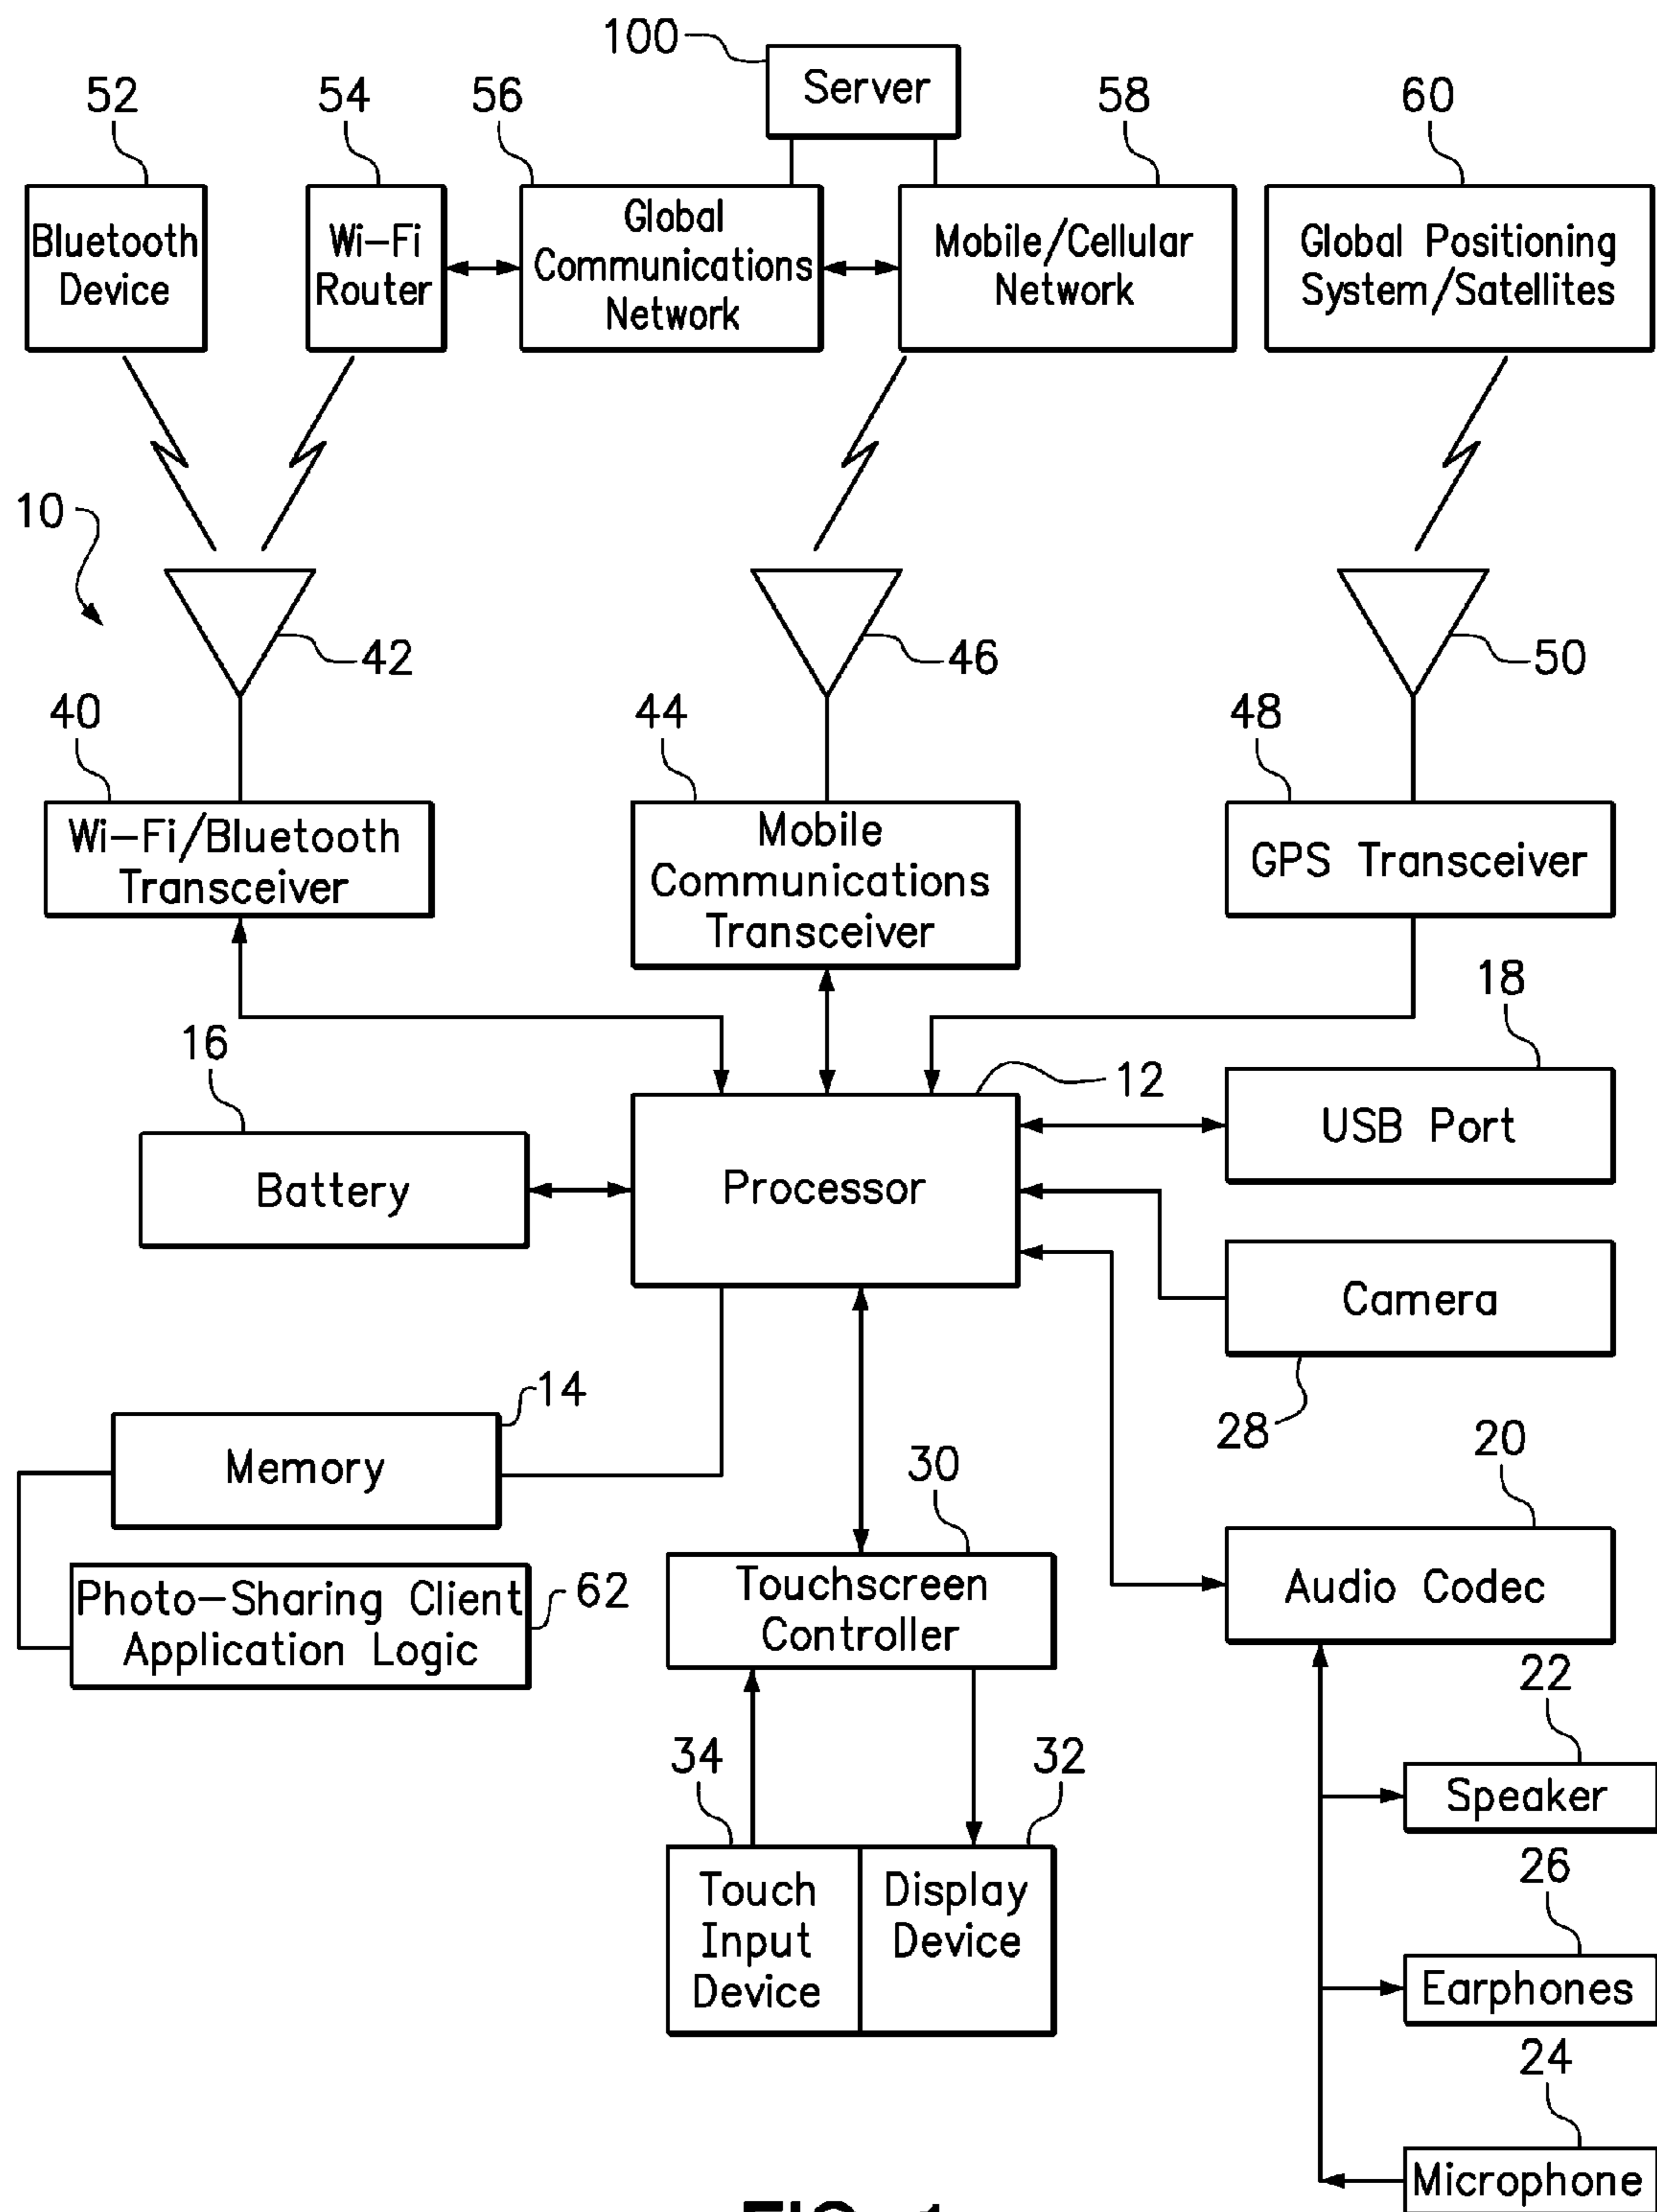 100
Server
52
54
56
58
60
Bluetooth
Device
Wi-Fi
Router
Global
Communications
Network
Mobile/Cellular
Network
Global Positioning
System/Satellites
10
42
46
50
40
44
48
Wi-Fi/Bluetooth
Transceiver
Mobile
Communications
Transceiver
GPS Transceiver
18
16
12
USB Port
Battery
Processor
Camera
14
28
20
Memory
30
Photo-Sharing Client
Application Logic
62
Touchscreen
Controller
Audio Codec
22
34
32
Speaker
26
Touch
Input
Device
Display
Device
Earphones
24
Microphone
FIG. 1